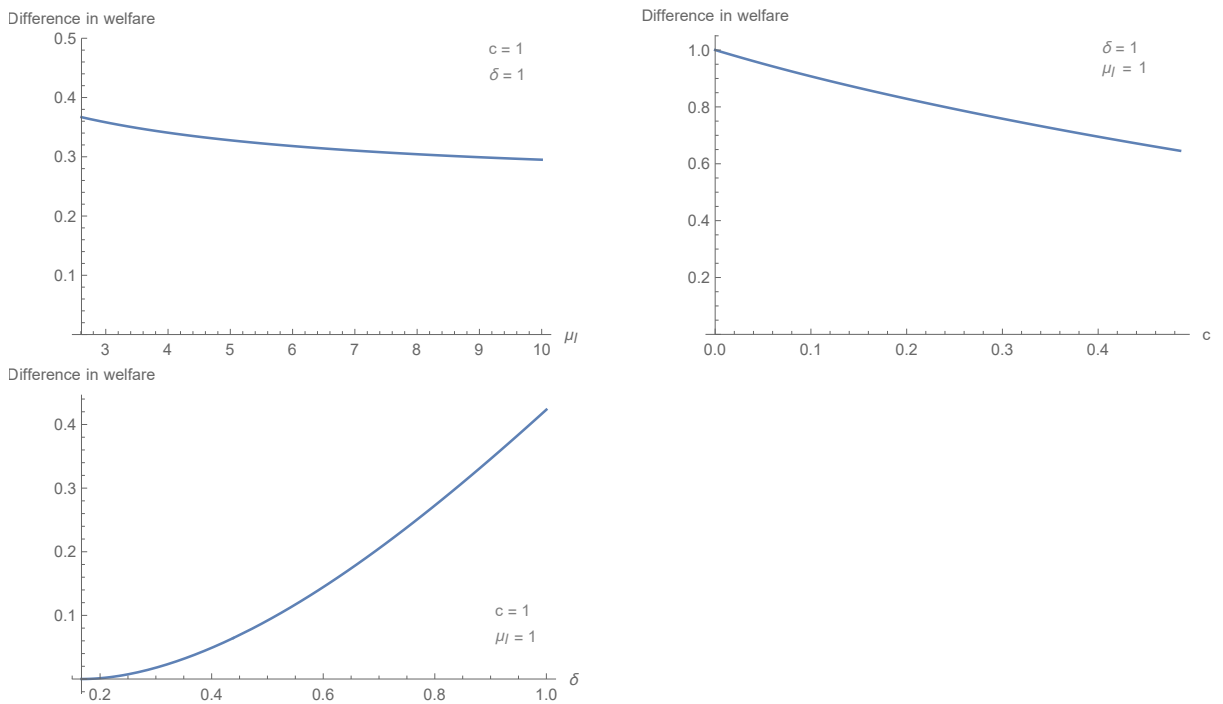 Difference in welfare
0.5
0.4
0.3
0.2
0.1
3 4 5 6 7 8 9 10
μl
c = 1
δ = 1
Difference in welfare
1.0
0.8
0.6
0.4
0.2
0.0 0.1 0.2 0.3 0.4
c
δ = 1
μl = 1
Difference in welfare
0.4
0.3
0.2
0.1
0.2 0.4 0.6 0.8 1.0
δ
c = 1
μl = 1